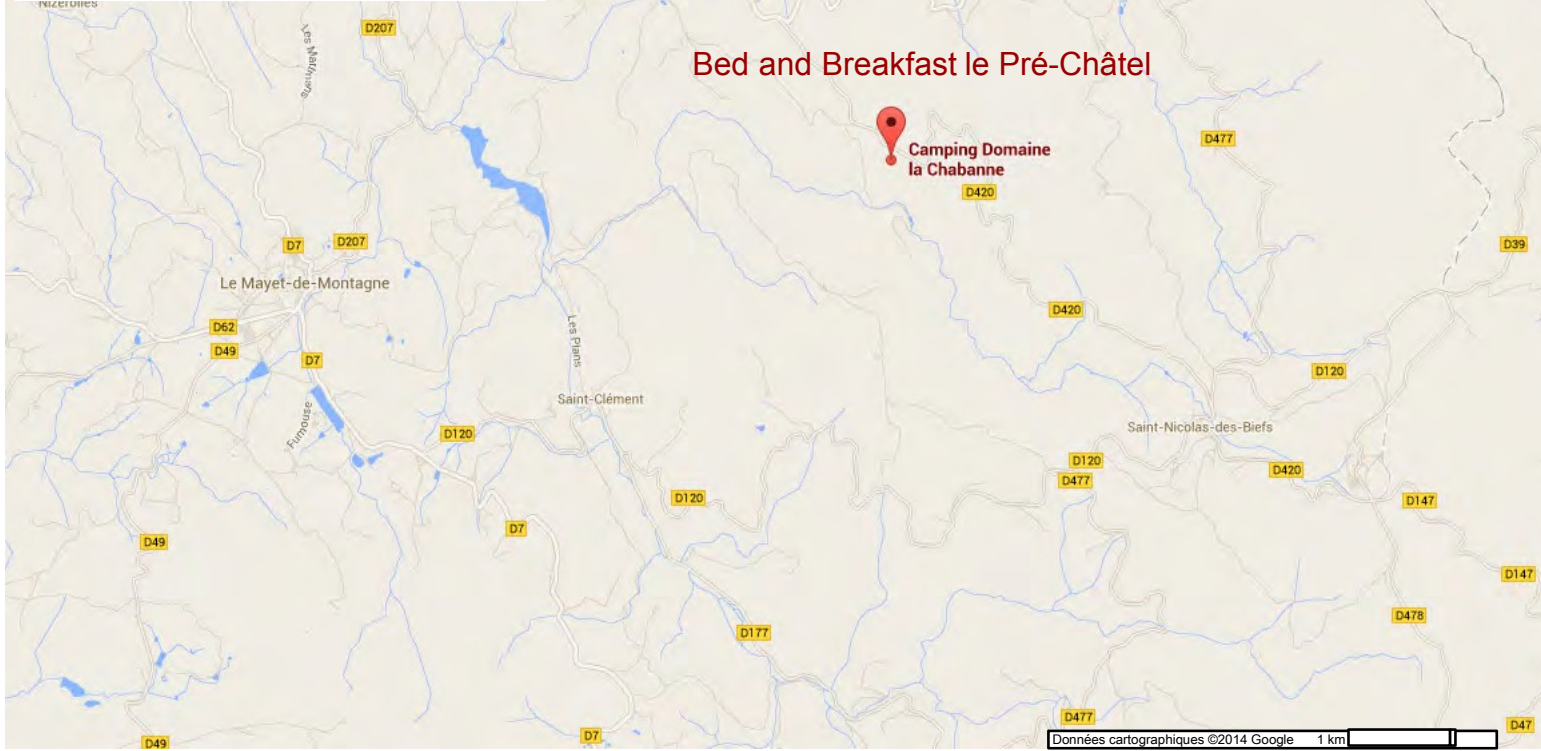 Nizerolles
D207
Les Marmans
Bed and Breakfast le Pré-Châtel
Camping Domaine
la Chabanne
D477
D420
D7
D207
D39
Le Mayet-de-Montagne
D420
D62
Les Plans
D49
D7
D120
Saint-Clément
Fumouse
D120
Saint-Nicolas-des-Biefs
D120
D477
D420
D120
D147
D7
D49
D147
D478
D177
D477
D47
D7
D49
Données cartographiques ©2014 Google 1 km